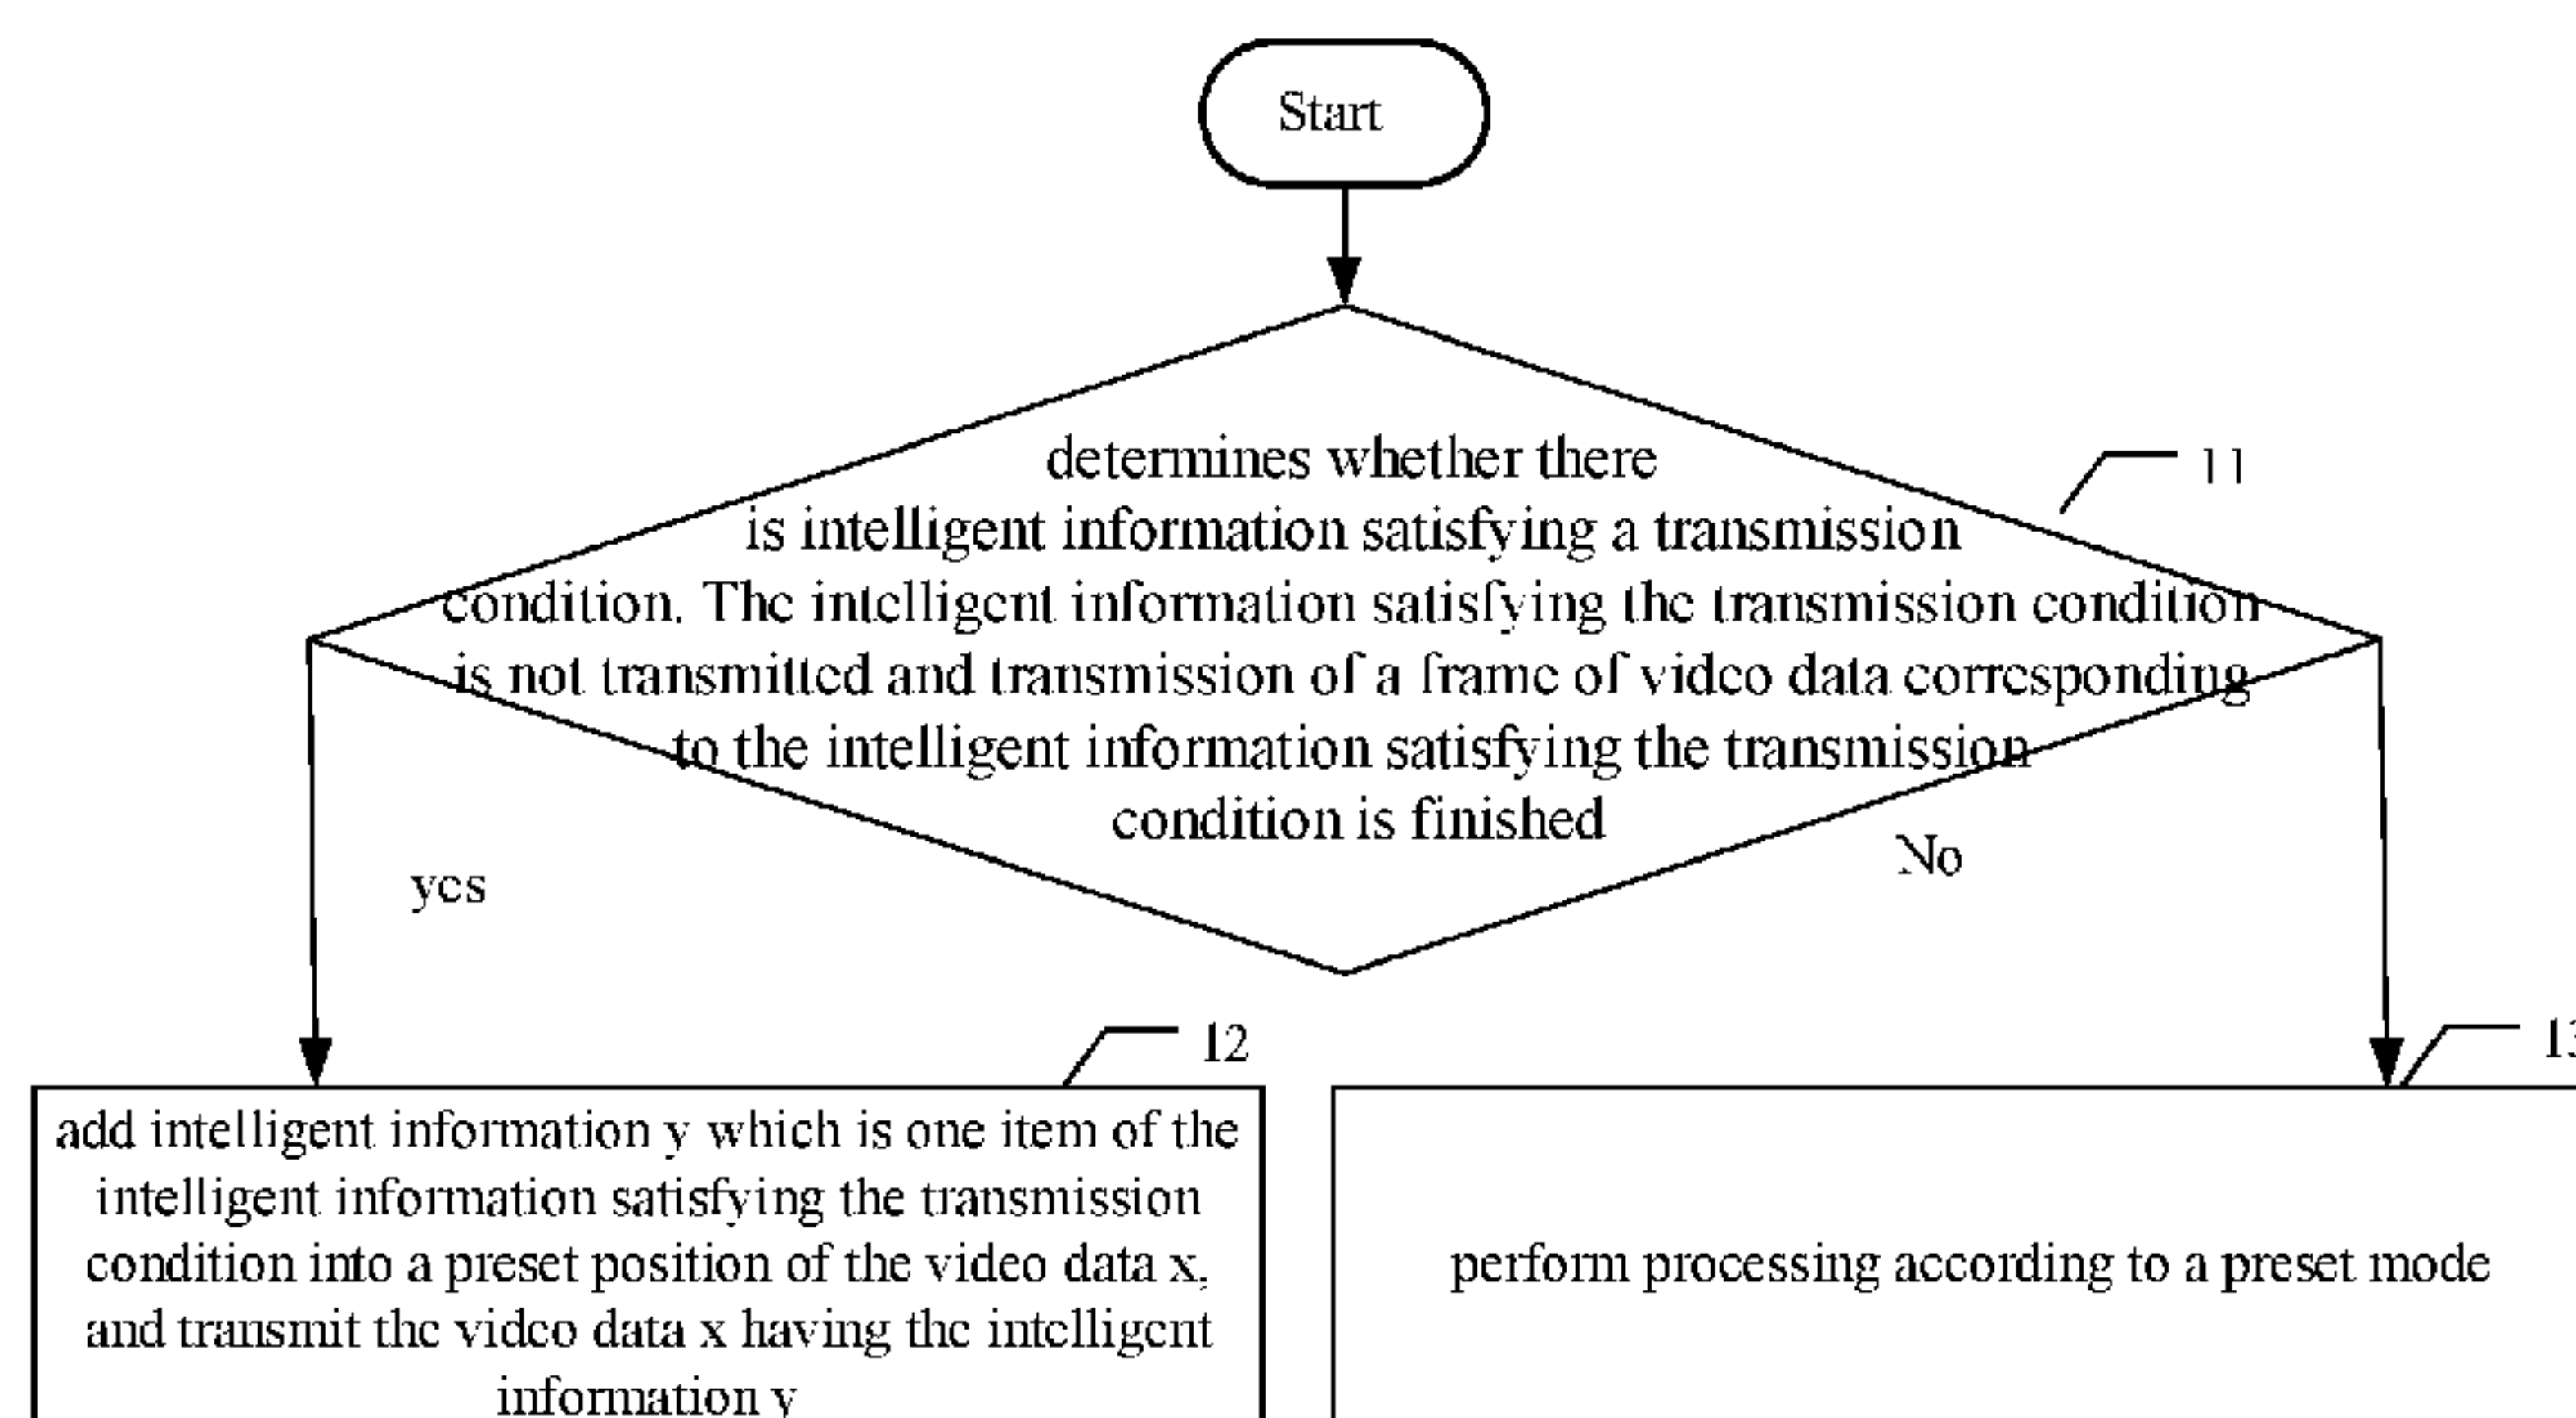 Start
determines whether there
is intelligent information satisfying a transmission
11
condition. The intelligent information satisfying the transmission condition
is not transmitted and transmission of a frame of video data corresponding
to the intelligent information satisfying the transmission
condition is finished
No
yes
12
13
add intelligent information y which is one item of the
intelligent information satisfying the transmission
condition into a preset position of the video data x,
and transmit the video data x having the intelligent
information y
perform processing according to a preset mode